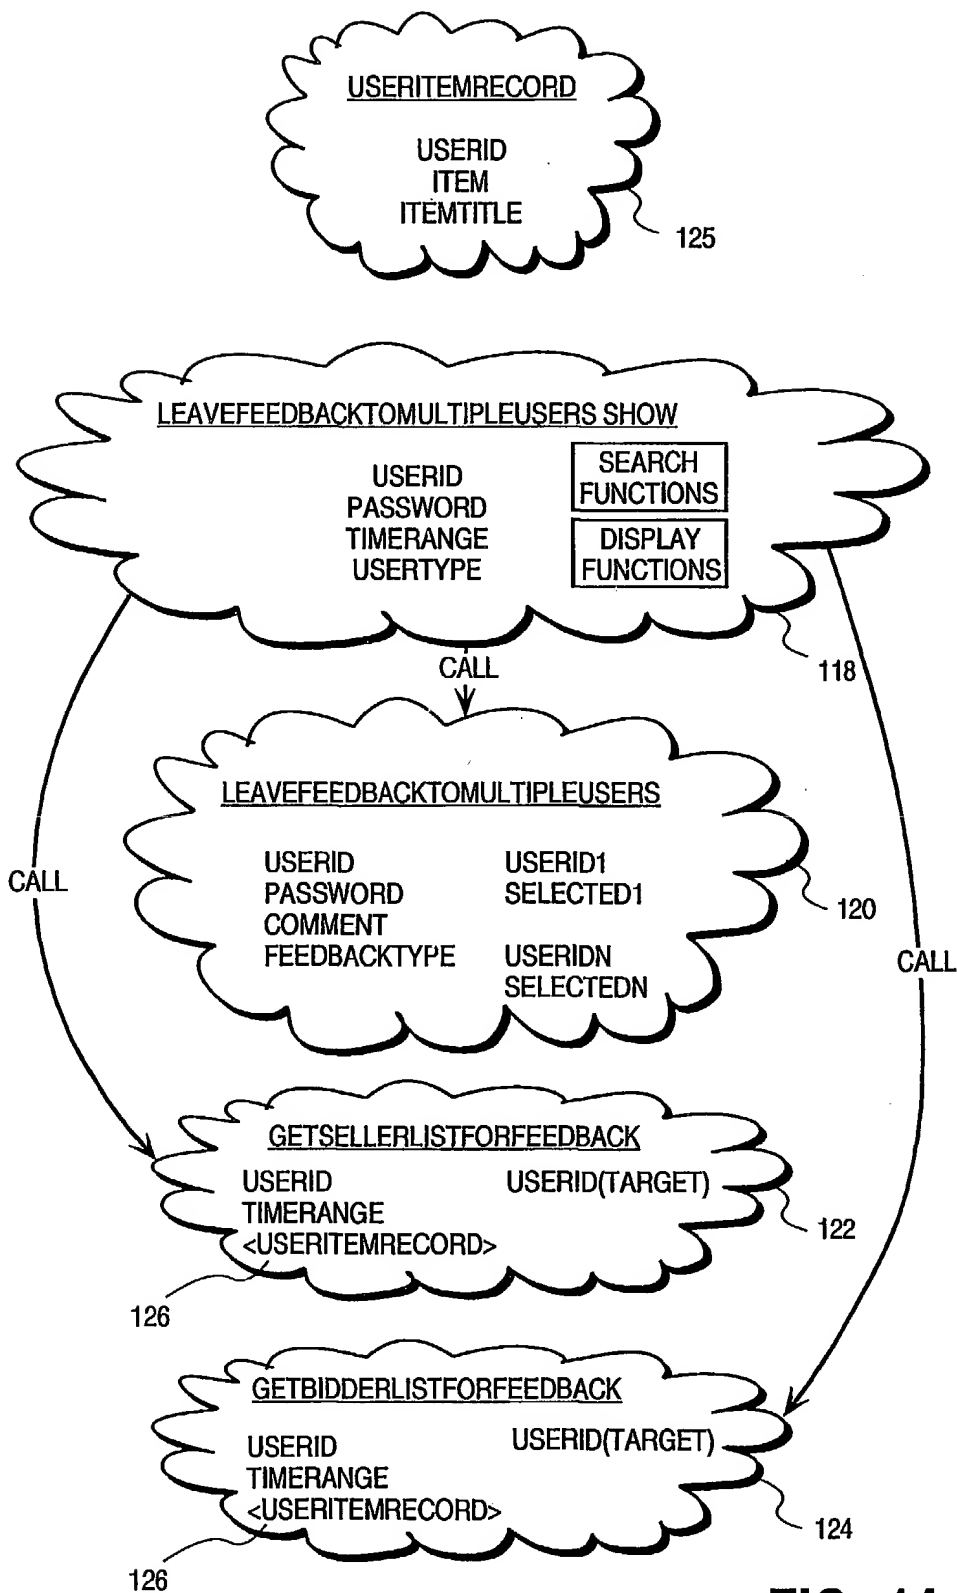 USERITEMRECORD
USERID
ITEM
ITEMTITLE
125
LEAVEFEEDBACKTOMULTIPLEUSERS SHOW
USERID
PASSWORD
TIMERANGE
USERTYPE
SEARCH
FUNCTIONS
DISPLAY
FUNCTIONS
118
CALL
CALL
CALL
LEAVEFEEDBACKTOMULTIPLEUSERS
USERID
PASSWORD
COMMENT
FEEDBACKTYPE
USERID1
SELECTED1
USERIDN
SELECTEDN
120
GETSELLERLISTFORFEEDBACK
USERID
TIMERANGE
<USERITEMRECORD>
USERID(TARGET)
122
126
GETBIDDERLISTFORFEEDBACK
USERID
TIMERANGE
<USERITEMRECORD>
USERID(TARGET)
124
126